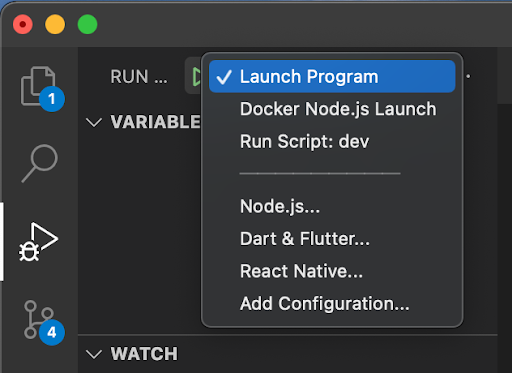 RUN ...
Launch Program
Docker Node.js Launch
Run Script: dev
Node.js...
Dart & Flutter...
React Native...
Add Configuration...
1
VARIABLE
4
WATCH